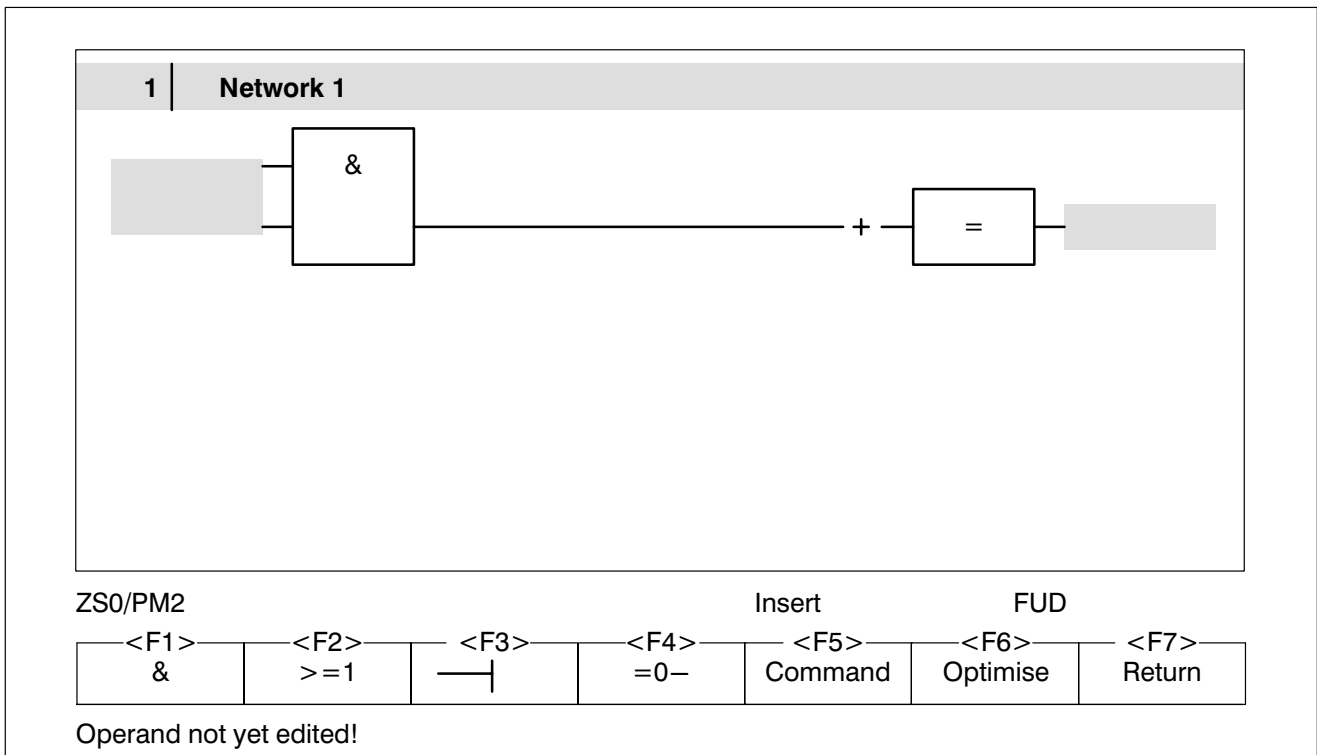 1 Network 1
&
+ =
ZS0/PM2 Insert FUD
<F1> <F2> <F3> <F4> <F5> <F6> <F7>
& >=1 =0– Command Optimise Return
Operand not yet edited!